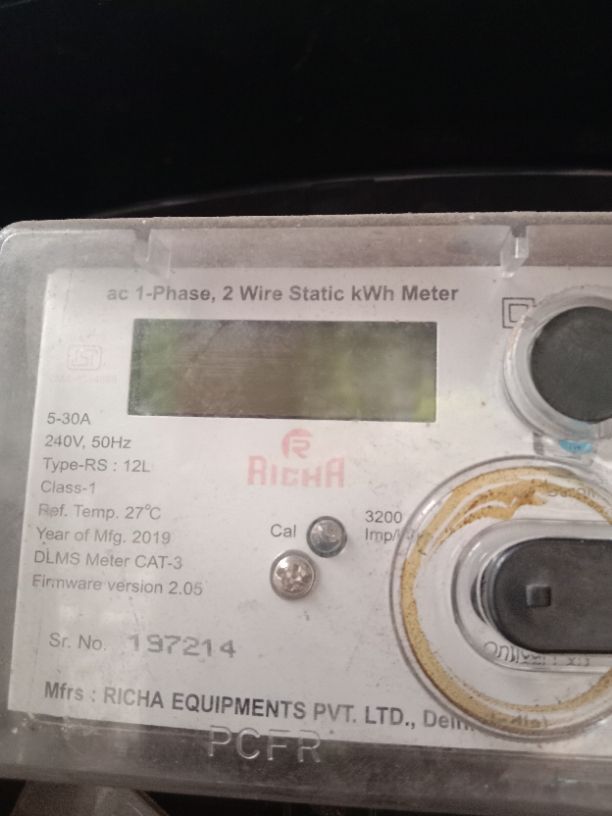 ac 1-Phase, 2 Wire Static kWh Meter
5-30A
240V, 50Hz
Type-RS : 12L
Class-1
Ref. Temp. 27°C
Year of Mfg. 2019
DLMS Meter CAT-3
Firmware version 2.05
RICHA
Cal
3200
Sr. No. 197214
Mfrs : RICHA EQUIPMENTS PVT. LTD.,
PCFR